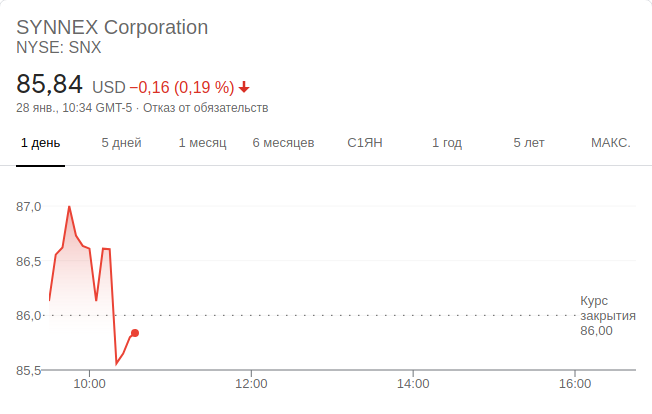 SYNNEX Corporation
NYSE: SNX
85,84 USD −0,16 (0,19 %)
28 янв., 10:34 GMT-5 · Отказ от обязательств
1 день 5 дней 1 месяц 6 месяцев С1ЯН 1 год 5 лет МАКС.
87,0
86,5
86,0
85,5
Курс
закрытия
86,00
10:00 12:00 14:00 16:00